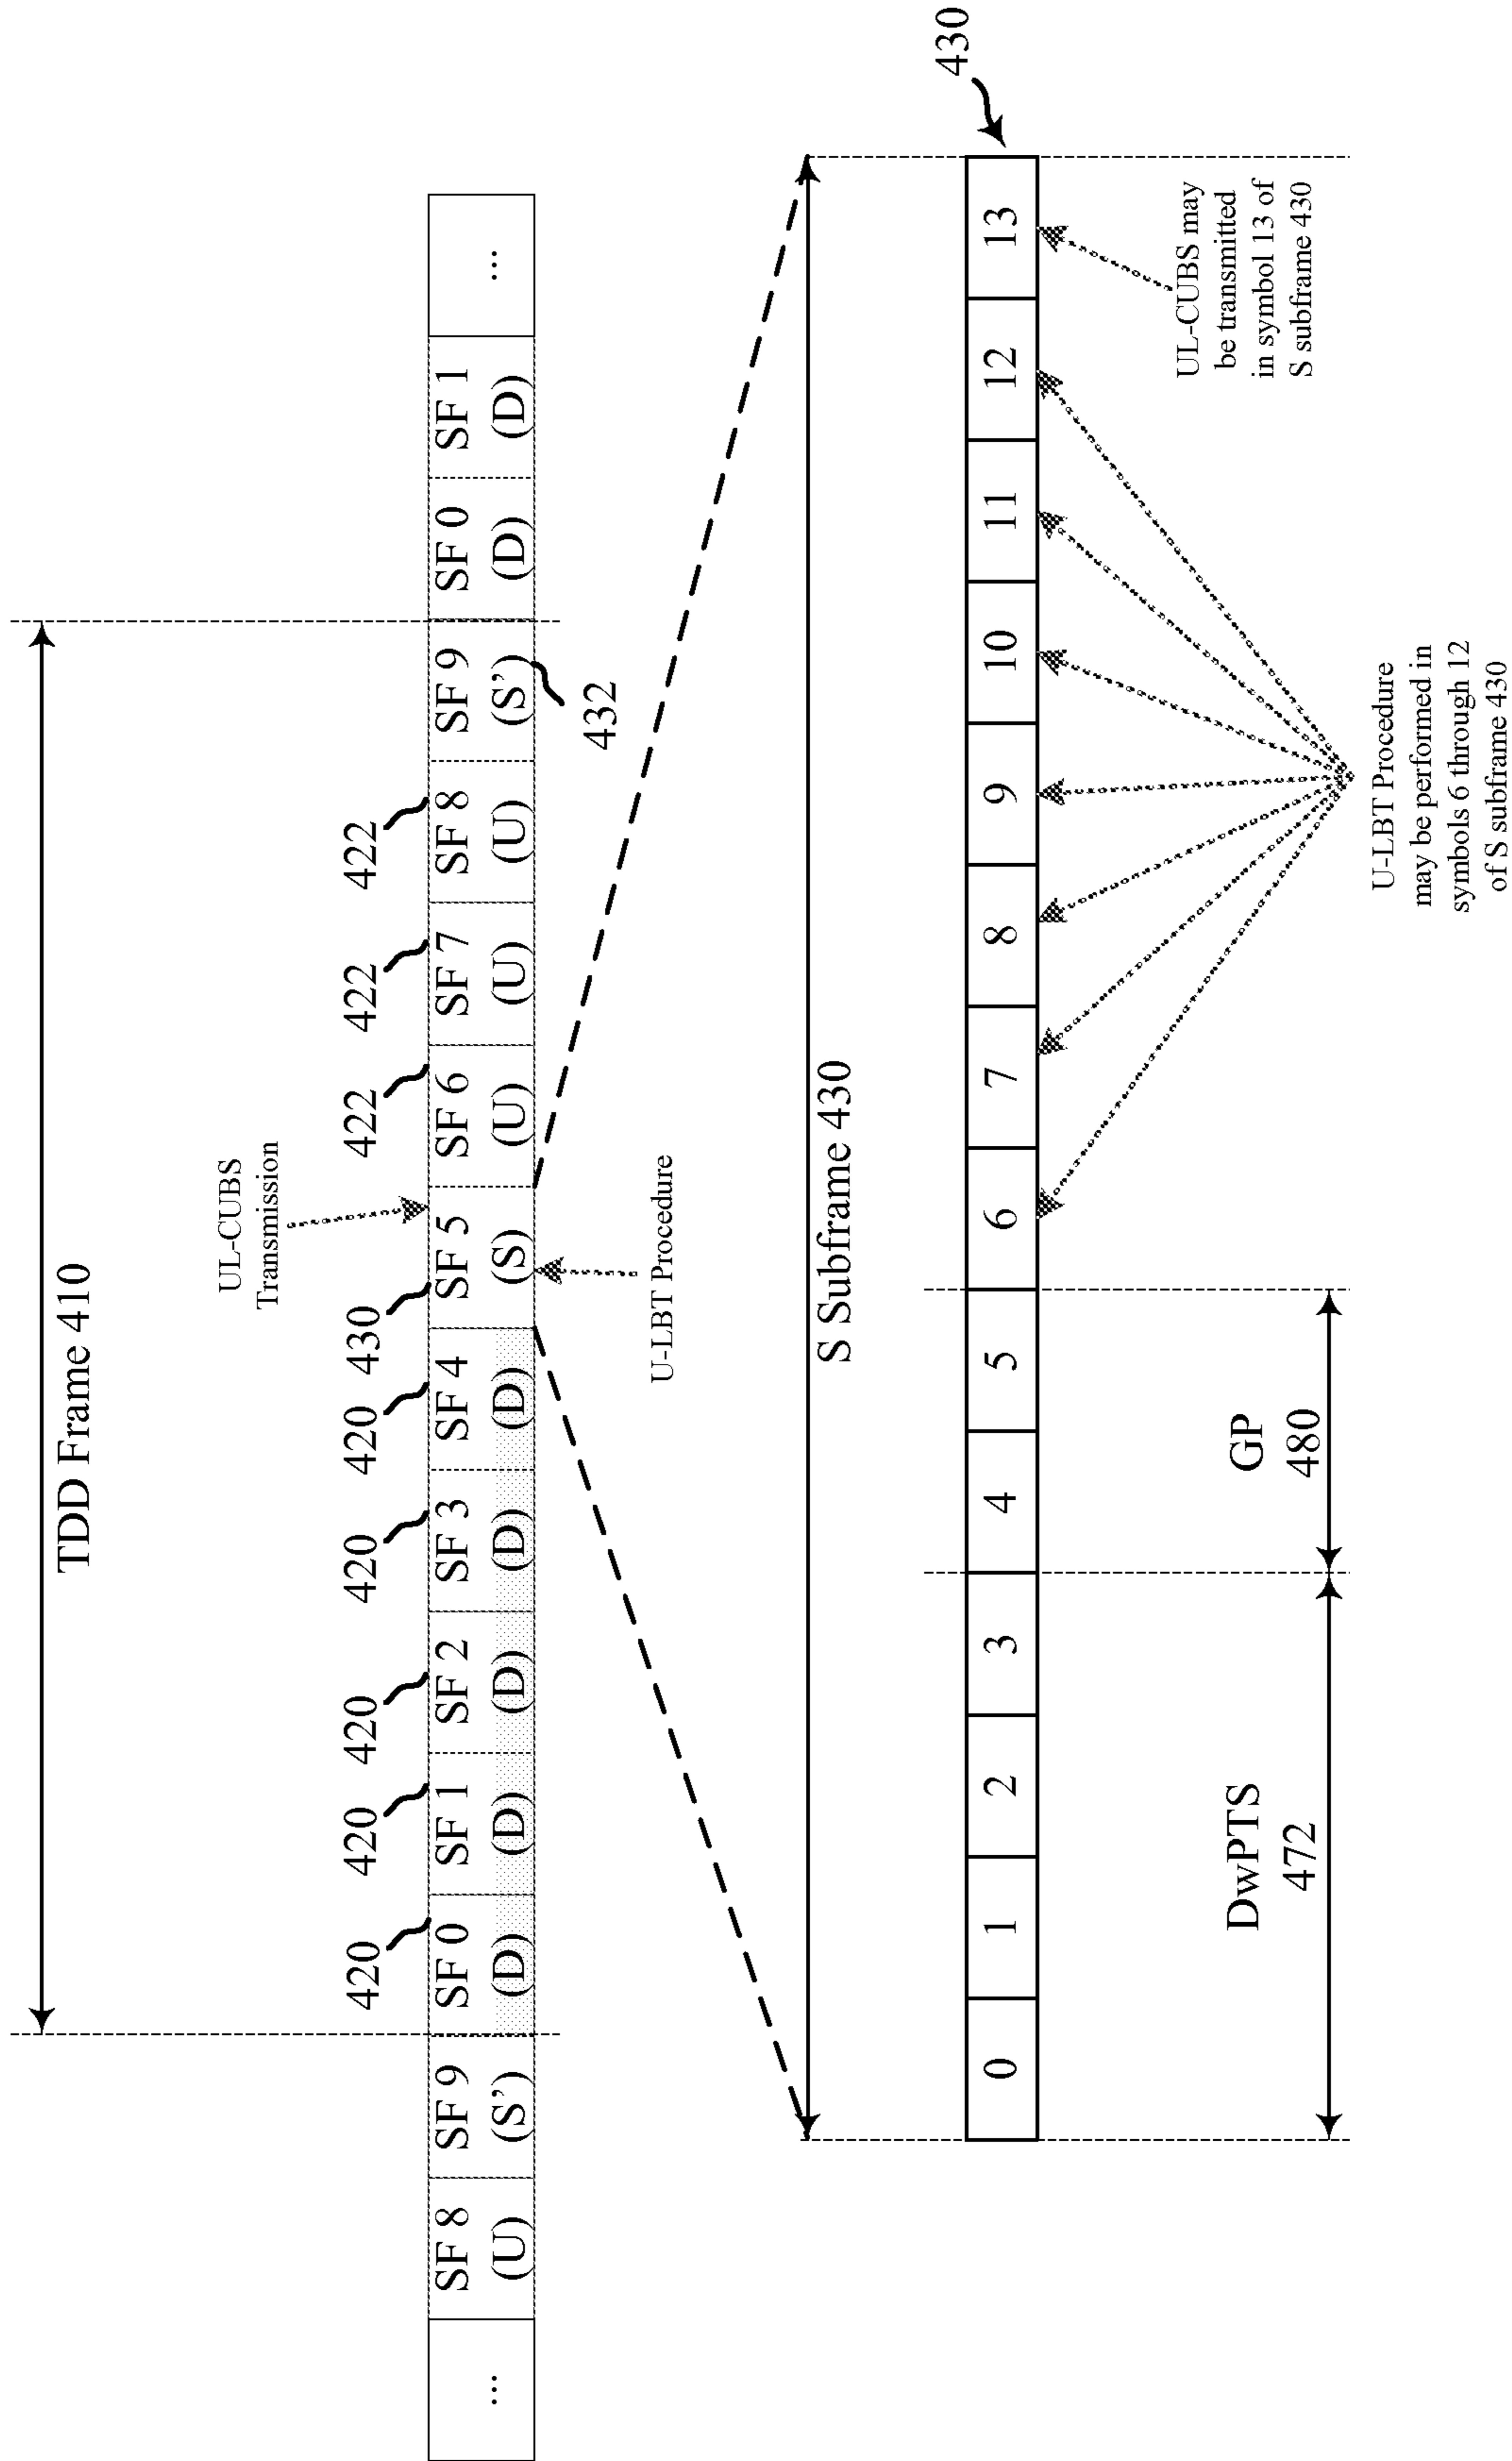 TDD Frame 410
UL-CUBS
Transmission
420
420
420
420
420
430
422
422
422
...
SF 8
(U)
SF 9
(S’)
SF 0
(D)
SF 1
(D)
SF 2
(D)
SF 3
(D)
SF 4
(D)
SF 5
(S)
SF 6
(U)
SF 7
(U)
SF 8
(U)
SF 9
(S’)
SF 0
(D)
SF 1
(D)
...
432
U-LBT Procedure
S Subframe 430
430
0
1
2
3
4
5
6
7
8
9
10
11
12
13
UL-CUBS may
be transmitted
in symbol 13 of
S subframe 430
DwPTS
472
GP
480
U-LBT Procedure
may be performed in
symbols 6 through 12
of S subframe 430